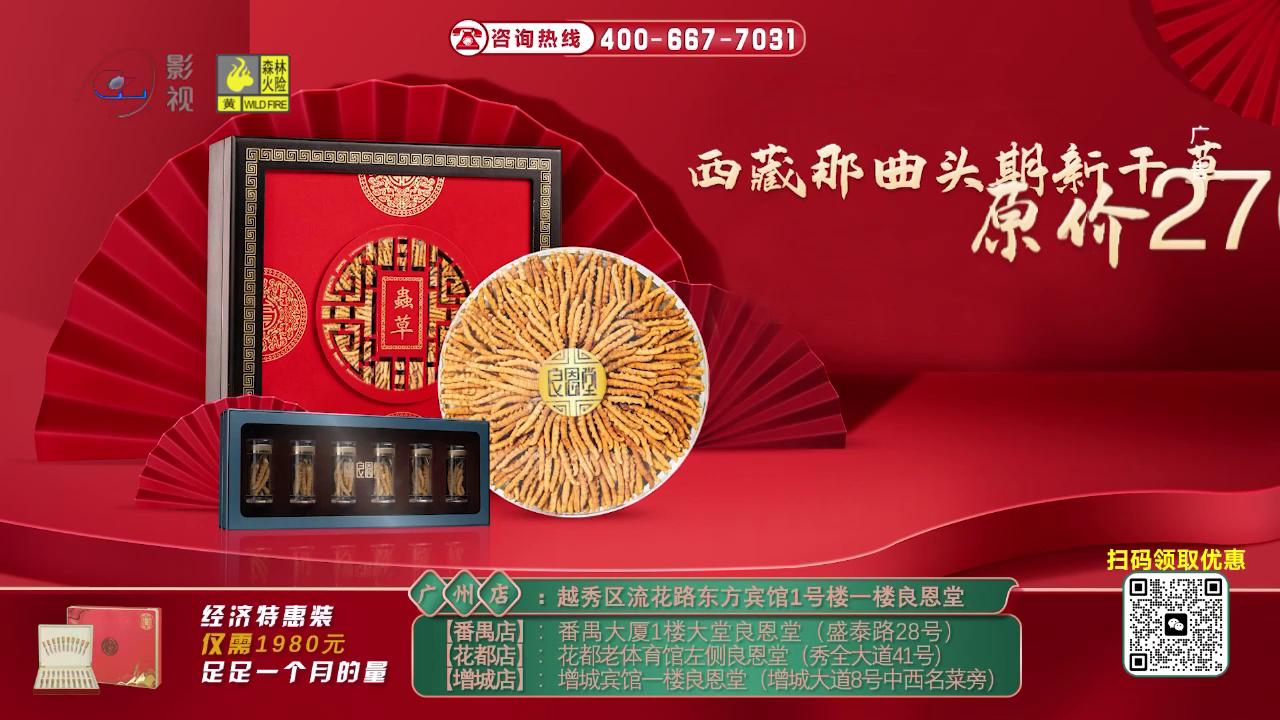 咨询热线 400-667-7031
影视
森林火险
黄 WILD FIRE
西藏那曲头期新干草
广
原价27
蟲草
良恩堂
扫码领取优惠
经济特惠装
仅需1980元
足足一个月的量
广州店：越秀区流花路东方宾馆1号楼一楼良恩堂
【番禺店】：番禺大厦1楼大堂良恩堂（盛泰路28号）
【花都店】：花都老体育馆左侧良恩堂（秀全大道41号）
【增城店】：增城宾馆一楼良恩堂（增城大道8号中西名菜旁）